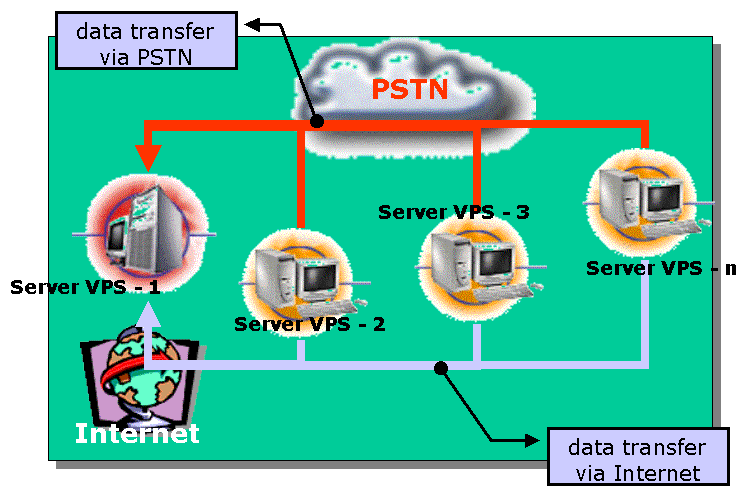 data transfer
via PSTN
PSTN
Server VPS - 3
Server VPS - n
Server VPS - 1
Server VPS - 2
Internet
data transfer
via Internet